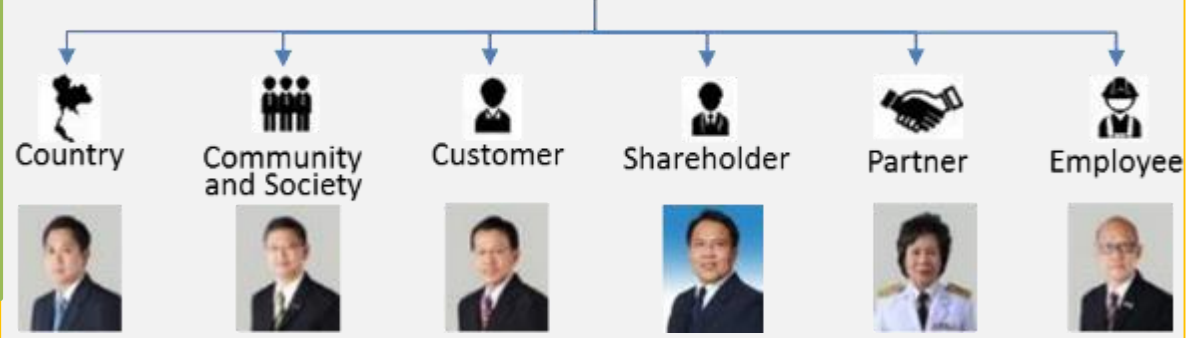 Country
Community
and Society
Customer
Shareholder
Partner
Employee